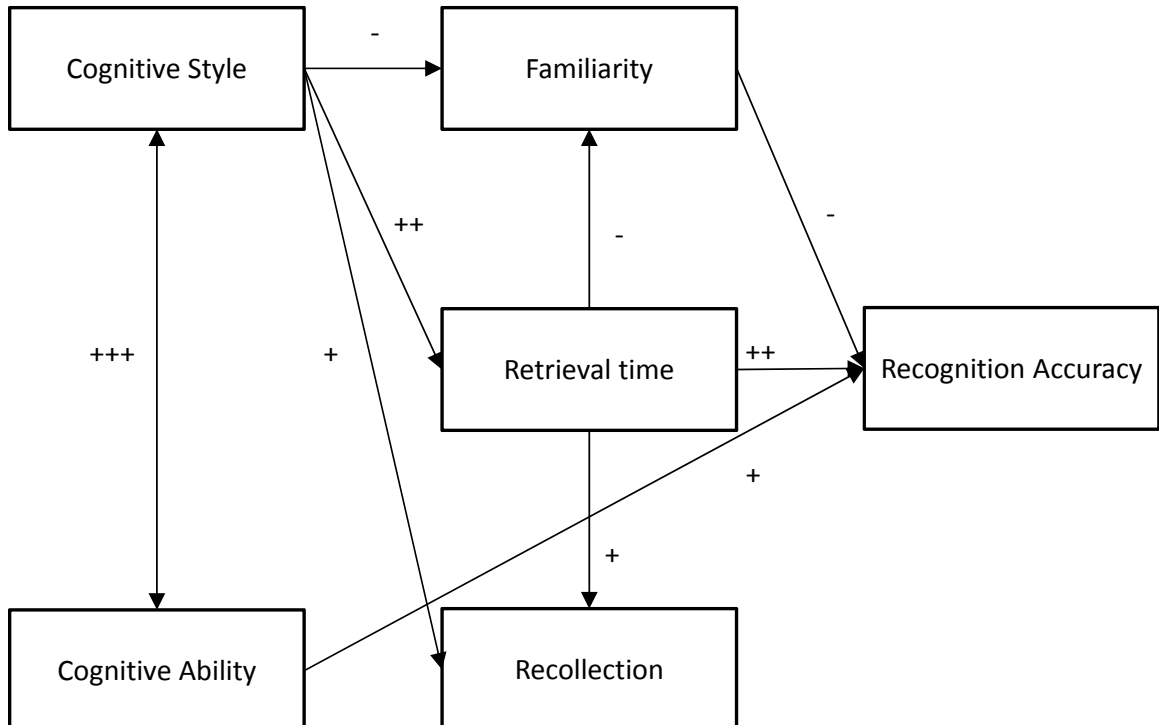 Cognitive Style
-
Familiarity
++
-
-
+++
+
Retrieval time
++
Recognition Accuracy
+
+
Cognitive Ability
Recollection